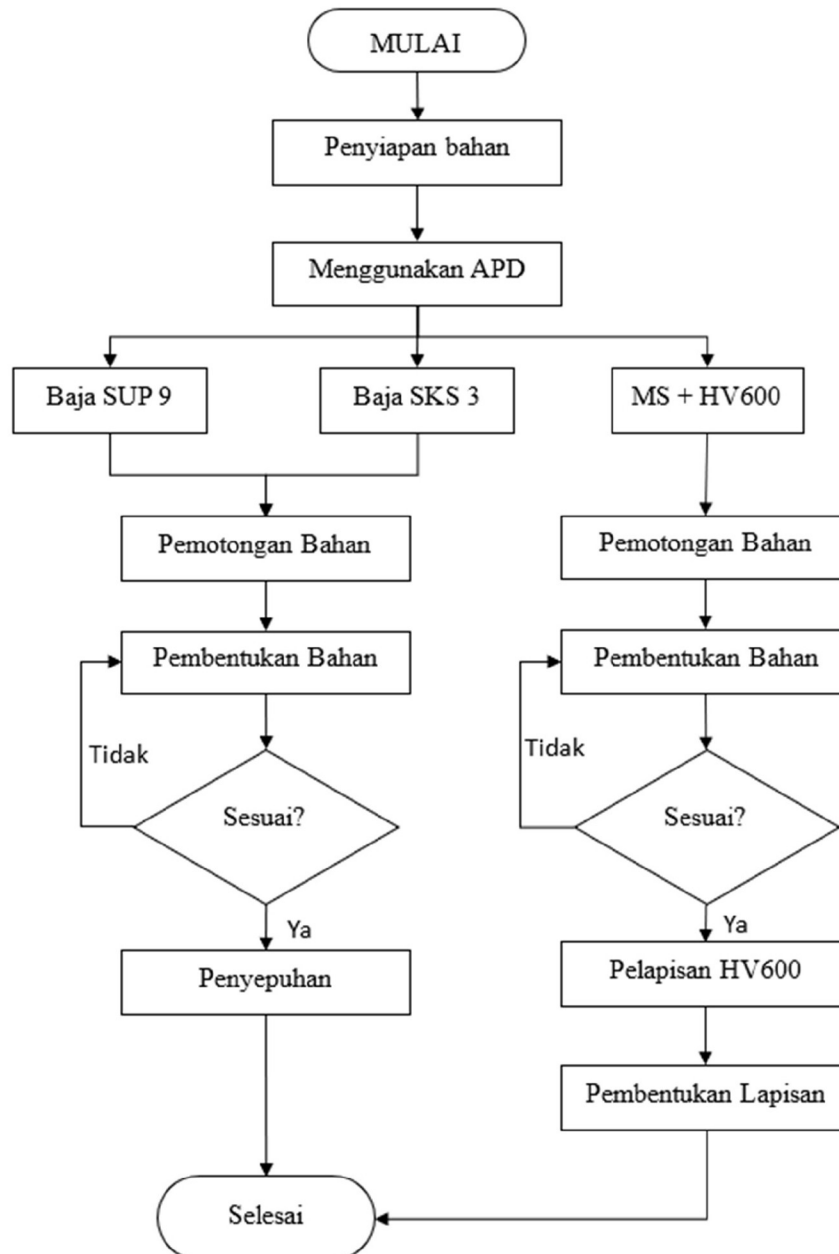 MULAI
Penyiapan bahan
Menggunakan APD
Baja SUP 9
Baja SKS 3
MS + HV600
Pemotongan Bahan
Pemotongan Bahan
Pembentukan Bahan
Pembentukan Bahan
Tidak
Tidak
Sesuai?
Sesuai?
Ya
Ya
Penyepuhan
Pelapisan HV600
Pembentukan Lapisan
Selesai